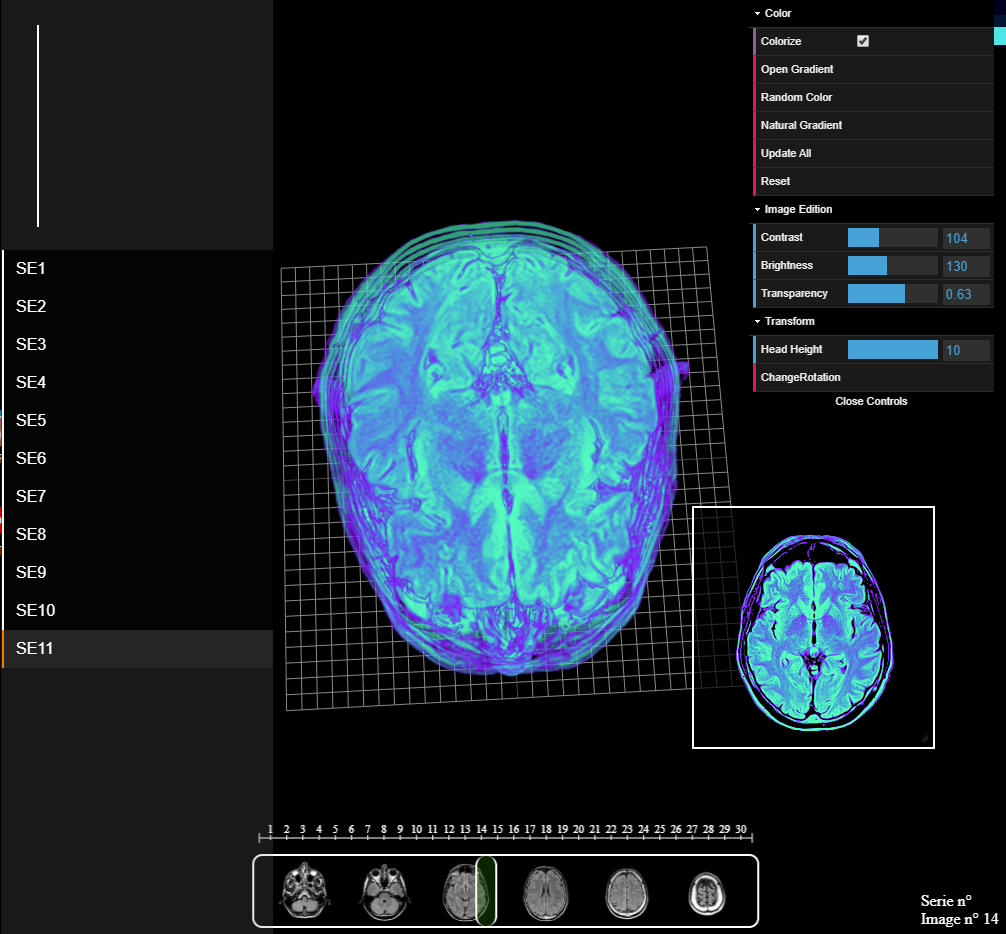 Color
Colorize
Open Gradient
Random Color
Natural Gradient
Update All
Reset
Image Edition
Contrast 104
Brightness 130
Transparency 0.63
Transform
Head Height 10
ChangeRotation
Close Controls
SE1
SE2
SE3
SE4
SE5
SE6
SE7
SE8
SE9
SE10
SE11
1 2 3 4 5 6 7 8 9 10 11 12 13 14 15 16 17 18 19 20 21 22 23 24 25 26 27 28 29 30
Serie n°
Image n° 14